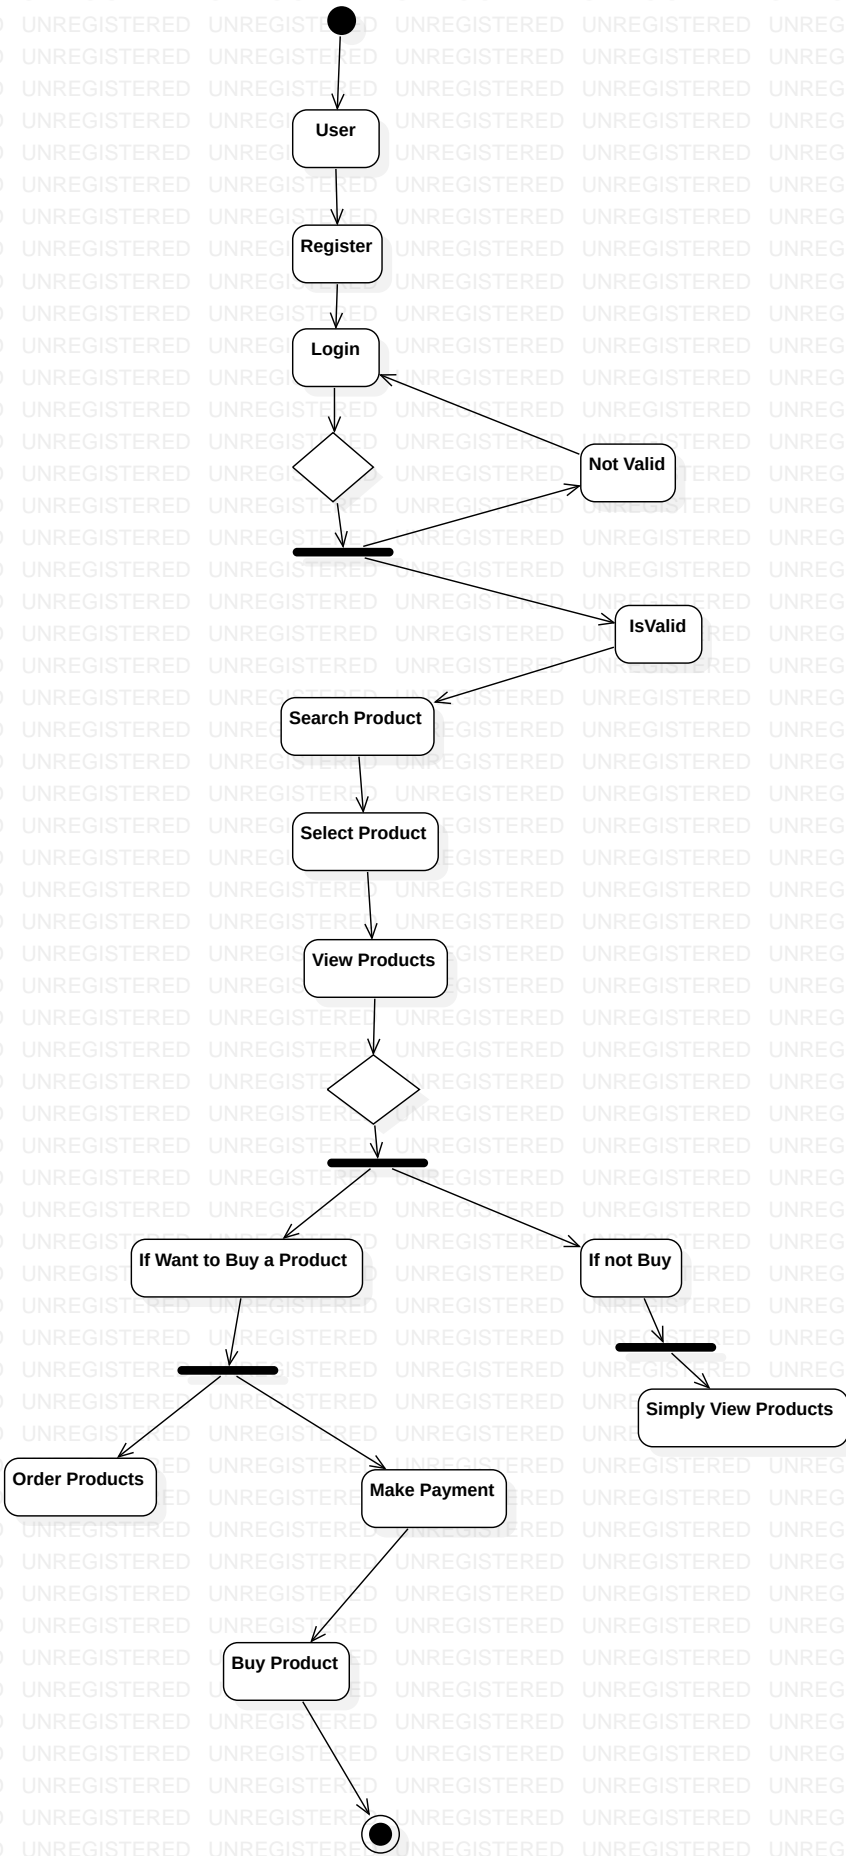 User
Register
Login
Not Valid
IsValid
Search Product
Select Product
View Products
If Want to Buy a Product
If not Buy
Simply View Products
Order Products
Make Payment
Buy Product
UNREGISTERED